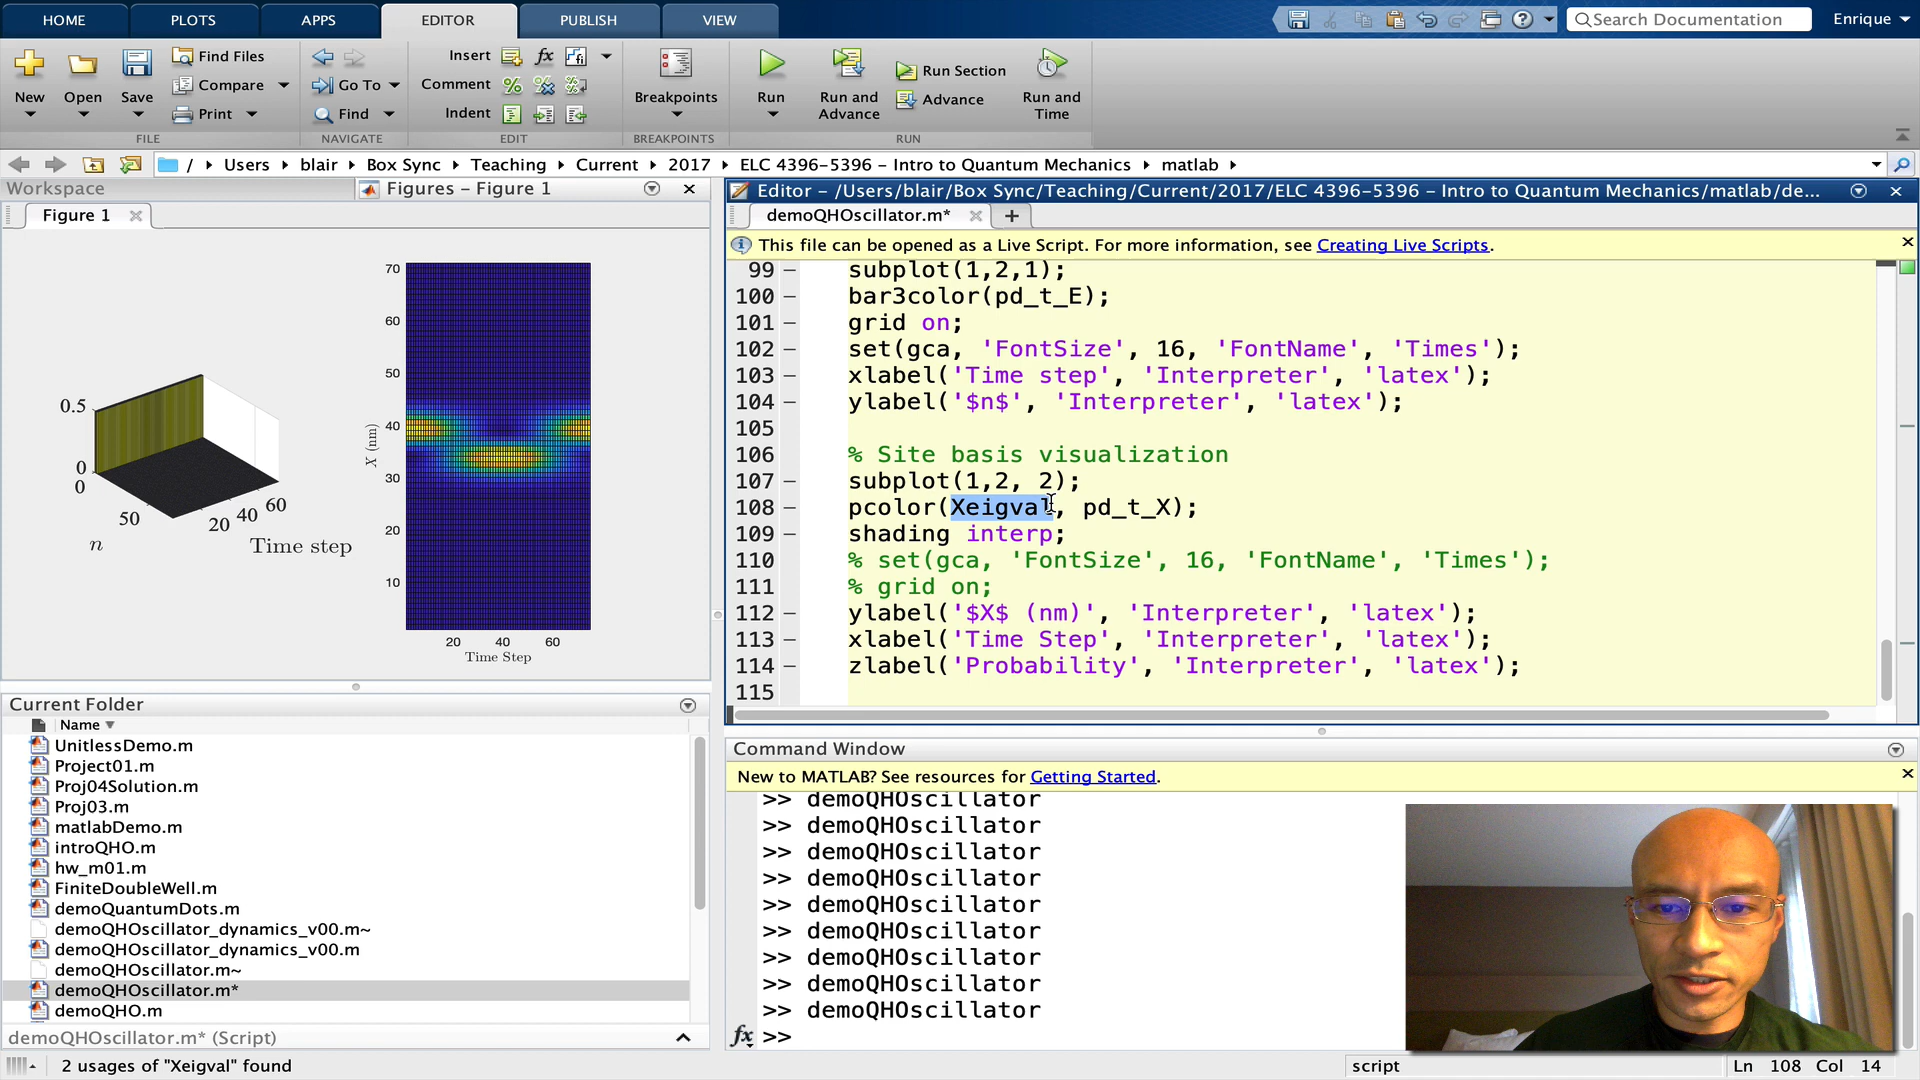 HOME PLOTS APPS EDITOR PUBLISH VIEW
Search Documentation Enrique
New Open Save
Find Files
Compare
Print
FILE
Go To
Find
NAVIGATE
Insert fx
Comment
Indent
EDIT
Breakpoints
BREAKPOINTS
Run
Run and Advance
Run Section
Advance
Run and Time
RUN
/ Users blair Box Sync Teaching Current 2017 ELC 4396-5396 – Intro to Quantum Mechanics matlab
Workspace
Figures – Figure 1
Figure 1
0.5
0
0
50
n
20
40
60
Time step
70
60
50
40
30
20
10
X (nm)
20 40 60
Time Step
Current Folder
Name
UnitlessDemo.m
Project01.m
Proj04Solution.m
Proj03.m
matlabDemo.m
introQHO.m
hw_m01.m
FiniteDoubleWell.m
demoQuantumDots.m
demoQHOscillator_dynamics_v00.m~
demoQHOscillator_dynamics_v00.m
demoQHOscillator.m~
demoQHOscillator.m*
demoQHO.m
demoQHOscillator.m* (Script)
2 usages of "Xeigval" found
Editor – /Users/blair/Box Sync/Teaching/Current/2017/ELC 4396-5396 – Intro to Quantum Mechanics/matlab/de...
demoQHOscillator.m*
This file can be opened as a Live Script. For more information, see Creating Live Scripts.
99 – subplot(1,2,1);
100 – bar3color(pd_t_E);
101 – grid on;
102 – set(gca, 'FontSize', 16, 'FontName', 'Times');
103 – xlabel('Time step', 'Interpreter', 'latex');
104 – ylabel('$n$', 'Interpreter', 'latex');
105
106 % Site basis visualization
107 – subplot(1,2, 2);
108 – pcolor(Xeigval, pd_t_X);
109 – shading interp;
110 % set(gca, 'FontSize', 16, 'FontName', 'Times');
111 % grid on;
112 – ylabel('$X$ (nm)', 'Interpreter', 'latex');
113 – xlabel('Time Step', 'Interpreter', 'latex');
114 – zlabel('Probability', 'Interpreter', 'latex');
115
Command Window
New to MATLAB? See resources for Getting Started.
>> demoQHOscillator
>> demoQHOscillator
>> demoQHOscillator
>> demoQHOscillator
>> demoQHOscillator
>> demoQHOscillator
>> demoQHOscillator
>> demoQHOscillator
>> demoQHOscillator
fx >>
script Ln 108 Col 14